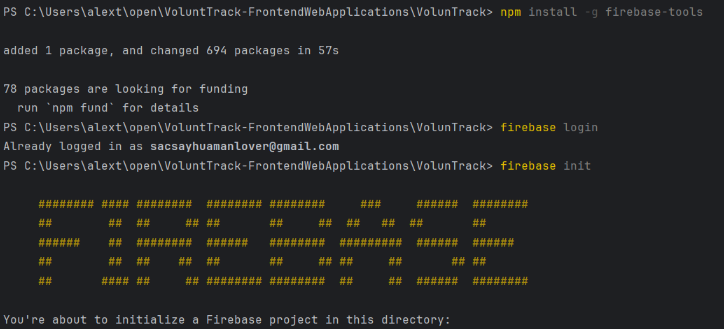 PS C:\Users\alext\open\VoluntTrack-FrontendWebApplications\VolunTrack> npm install -g firebase-tools
added 1 package, and changed 694 packages in 57s
78 packages are looking for funding
  run `npm fund` for details
PS C:\Users\alext\open\VoluntTrack-FrontendWebApplications\VolunTrack> firebase login
Already logged in as sacsayhuamanlover@gmail.com
PS C:\Users\alext\open\VoluntTrack-FrontendWebApplications\VolunTrack> firebase init
     ######## #### ########  ######## ########     ###     ######  ########
     ##        ##  ##     ## ##       ##     ##  ##   ##  ##       ##
     ######    ##  ########  ######   ########  #########  ######  ######
     ##        ##  ##    ##  ##       ##     ## ##     ##       ## ##
     ##       #### ##     ## ######## ########  ##     ##  ######  ########
You're about to initialize a Firebase project in this directory: